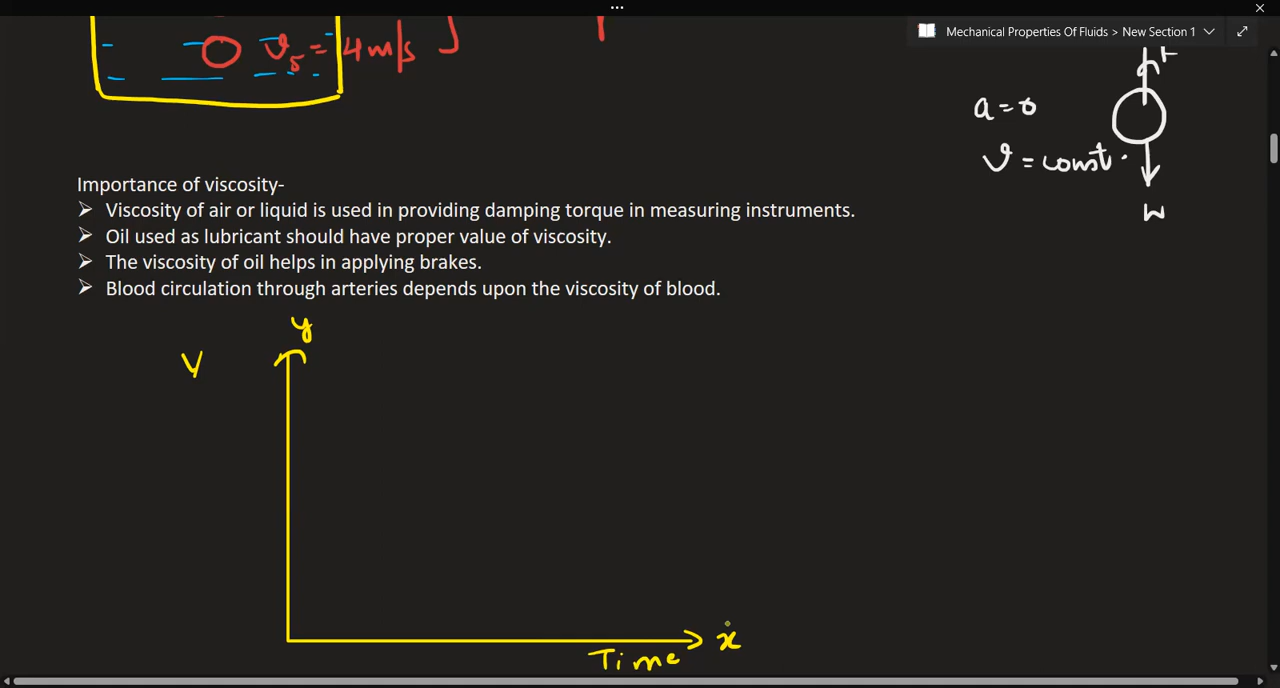 Mechanical Properties Of Fluids > New Section 1
v₅ = 4 m/s
a = 0
v = const.
W
Importance of viscosity-
➢ Viscosity of air or liquid is used in providing damping torque in measuring instruments.
➢ Oil used as lubricant should have proper value of viscosity.
➢ The viscosity of oil helps in applying brakes.
➢ Blood circulation through arteries depends upon the viscosity of blood.
y
V
x
Time